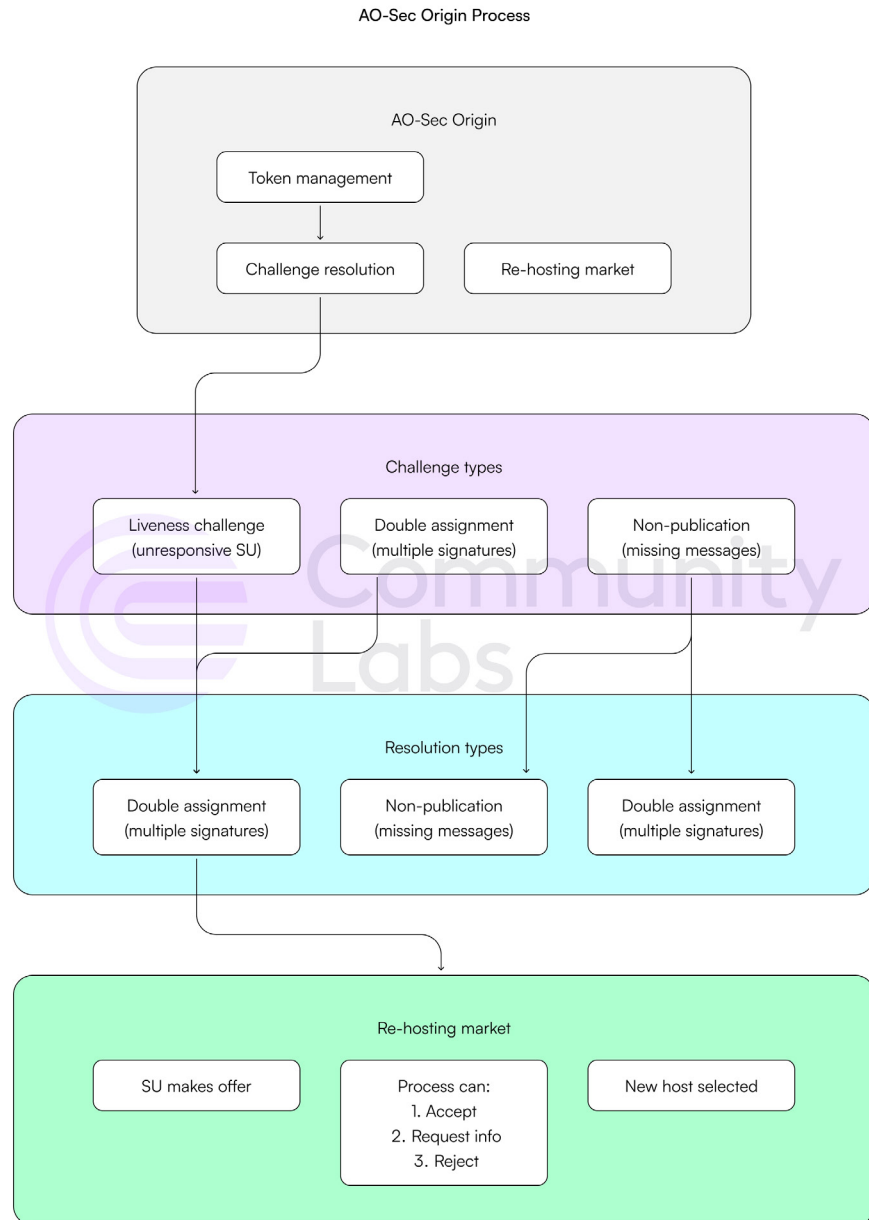 AO-Sec Origin Process
AO-Sec Origin
Token management
Challenge resolution
Re-hosting market
Challenge types
Liveness challenge
(unresponsive SU)
Double assignment
(multiple signatures)
Non-publication
(missing messages)
Community
Labs
Resolution types
Double assignment
(multiple signatures)
Non-publication
(missing messages)
Double assignment
(multiple signatures)
Re-hosting market
SU makes offer
Process can:
1. Accept
2. Request info
3. Reject
New host selected